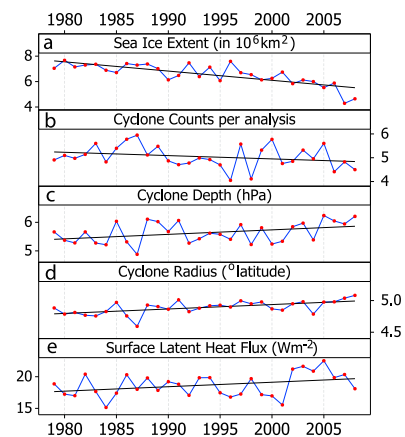 1980 1985 1990 1995 2000 2005
a Sea Ice Extent (in 10⁶km²)
8
6
4
b Cyclone Counts per analysis
6
5
4
c Cyclone Depth (hPa)
6
5
d Cyclone Radius (°latitude)
5.0
4.5
e Surface Latent Heat Flux (Wm⁻²)
20
15
1980 1985 1990 1995 2000 2005